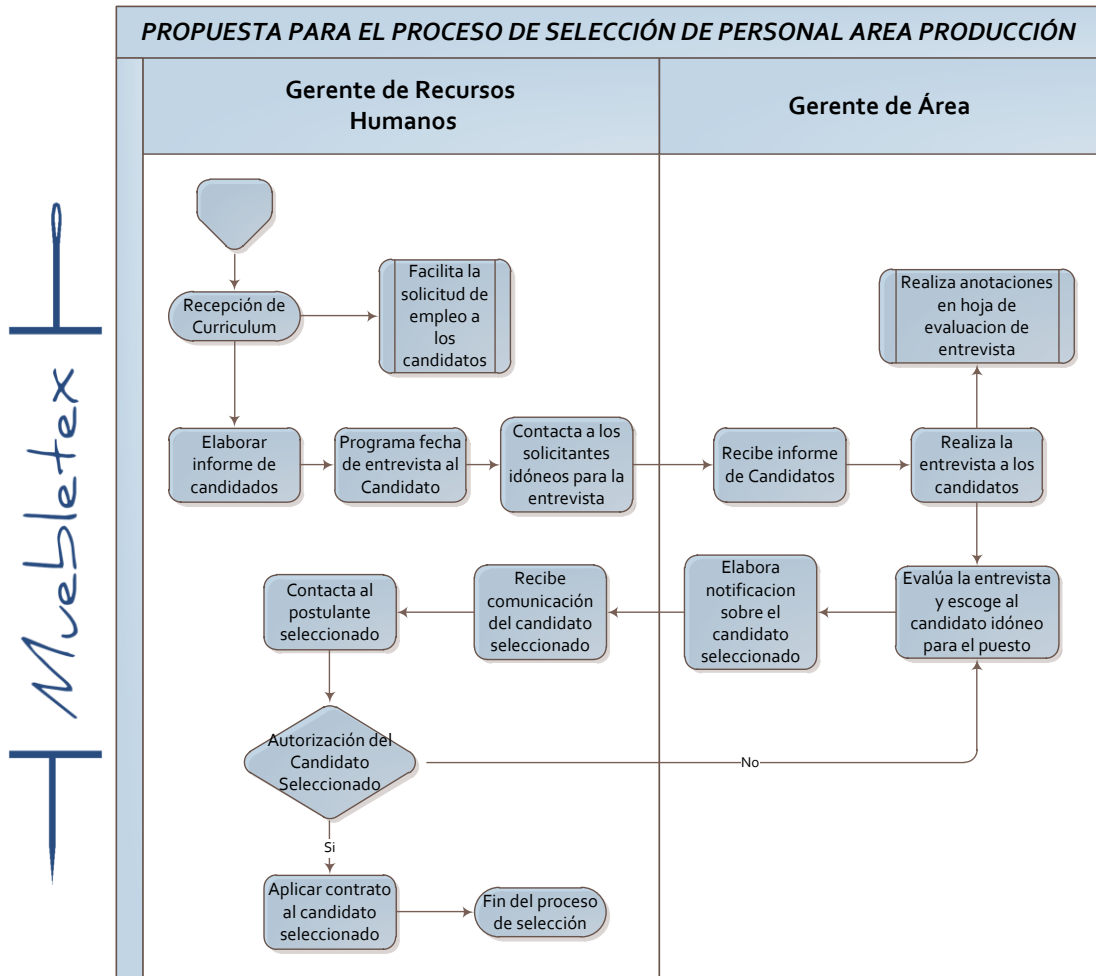 PROPUESTA PARA EL PROCESO DE SELECCIÓN DE PERSONAL AREA PRODUCCIÓN
Gerente de Recursos
Humanos
Gerente de Área
Muebletex
Recepción de
Curriculum
Facilita la
solicitud de
empleo a
los
candidatos
Realiza anotaciones
en hoja de
evaluacion de
entrevista
Elaborar
informe de
candidados
Programa fecha
de entrevista al
Candidato
Contacta a los
solicitantes
idóneos para la
entrevista
Recibe informe
de Candidatos
Realiza la
entrevista a los
candidatos
Evalúa la entrevista
y escoge al
candidato idóneo
para el puesto
Elabora
notificacion
sobre el
candidato
seleccionado
Recibe
comunicación
del candidato
seleccionado
Contacta al
postulante
seleccionado
Autorización del
Candidato
Seleccionado
No
Si
Aplicar contrato
al candidato
seleccionado
Fin del proceso
de selección